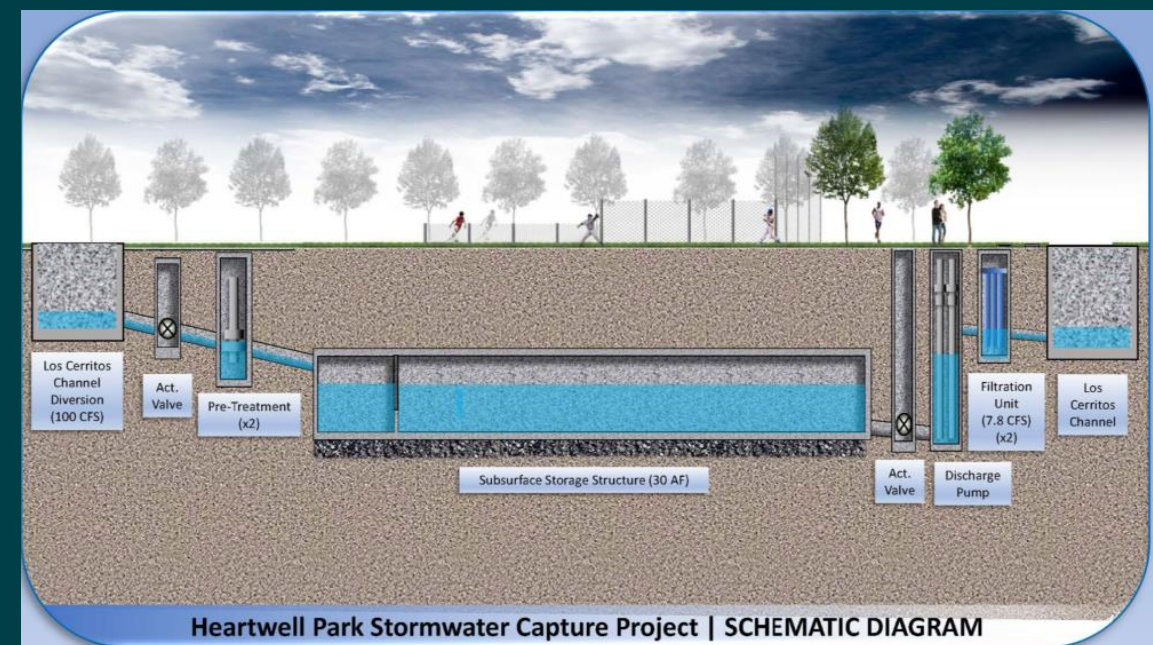 Los Cerritos
Channel
Diversion
(100 CFS)
Act.
Valve
Pre-Treatment
(x2)
Subsurface Storage Structure (30 AF)
Act.
Valve
Discharge
Pump
Filtration
Unit
(7.8 CFS)
(x2)
Los
Cerritos
Channel
Heartwell Park Stormwater Capture Project | SCHEMATIC DIAGRAM